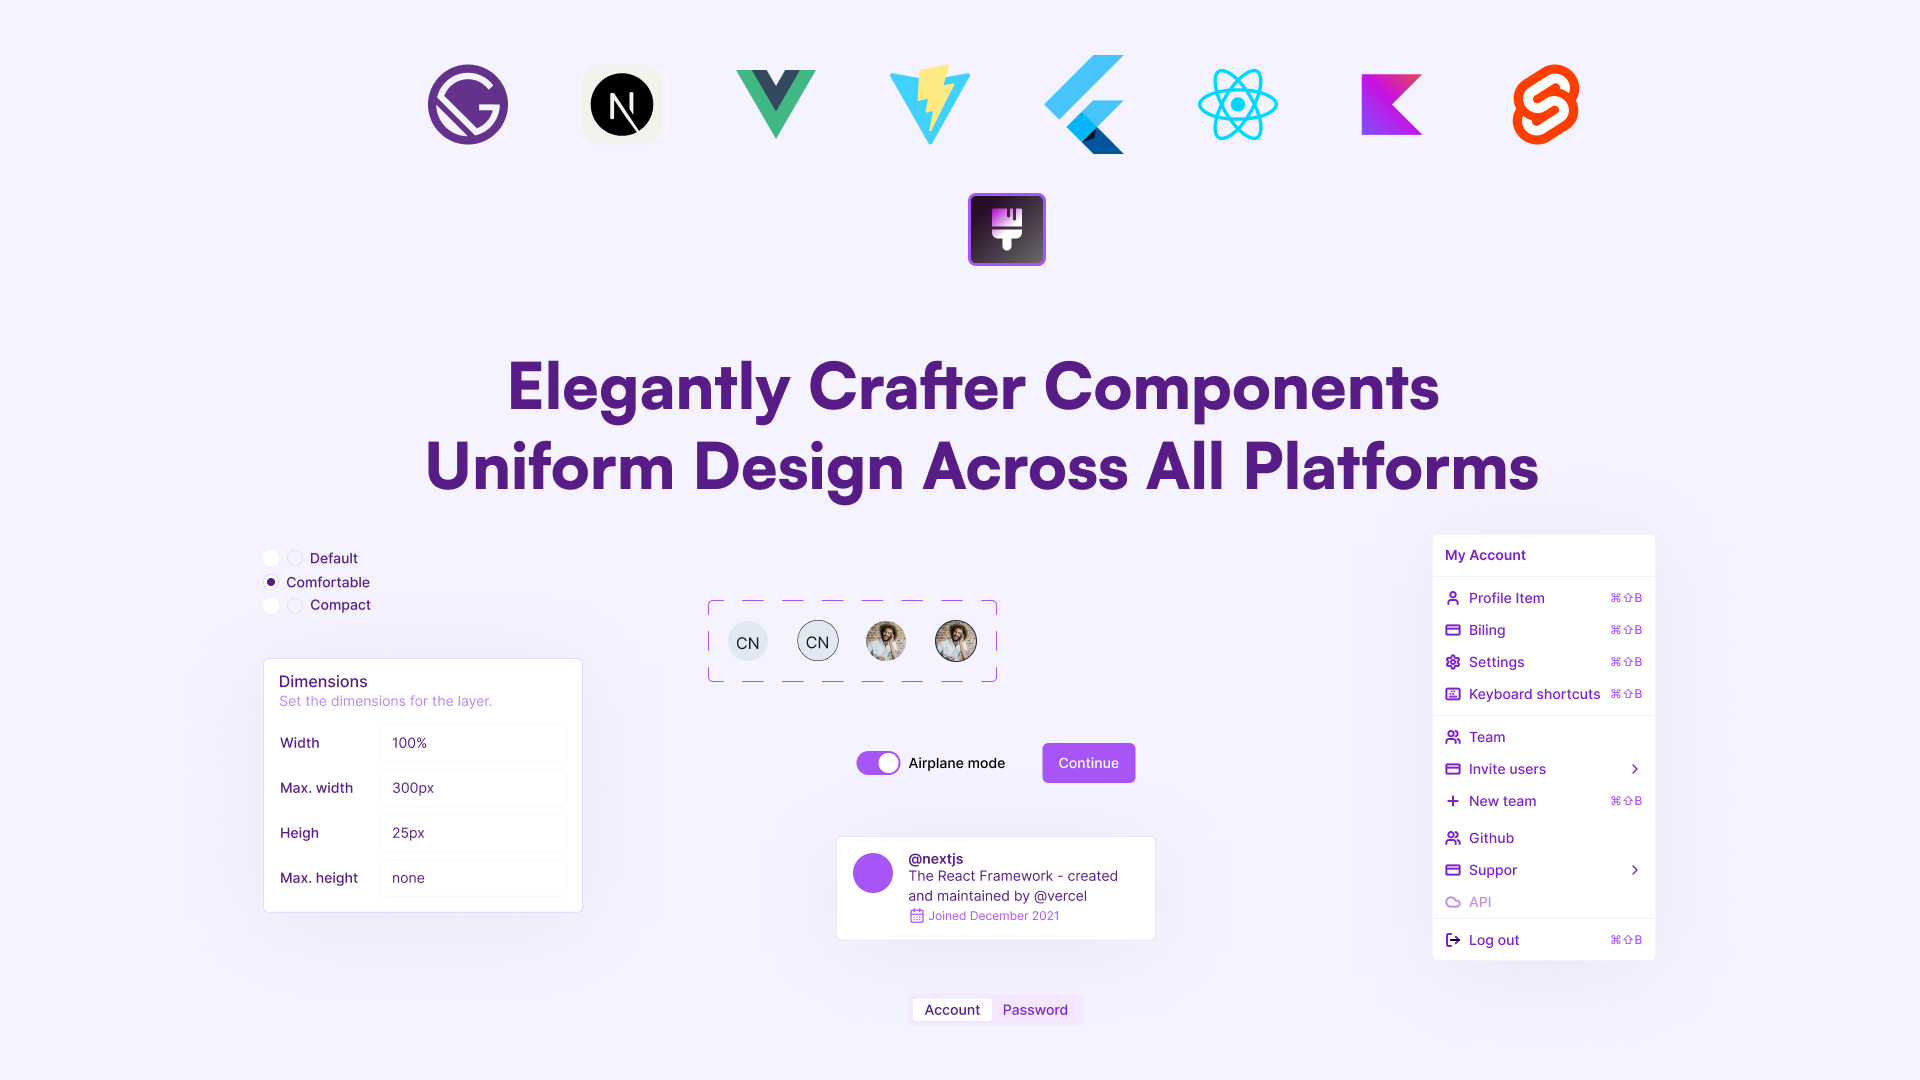 Elegantly Crafter Components
Uniform Design Across All Platforms
Default
Comfortable
Compact
Dimensions
Set the dimensions for the layer.
Width 100%
Max. width 300px
Heigh 25px
Max. height none
CN CN
Airplane mode Continue
@nextjs
The React Framework - created
and maintained by @vercel
Joined December 2021
Account Password
My Account
Profile Item ⌘⇧B
Biling ⌘⇧B
Settings ⌘⇧B
Keyboard shortcuts ⌘⇧B
Team
Invite users
New team ⌘⇧B
Github
Suppor
API
Log out ⌘⇧B